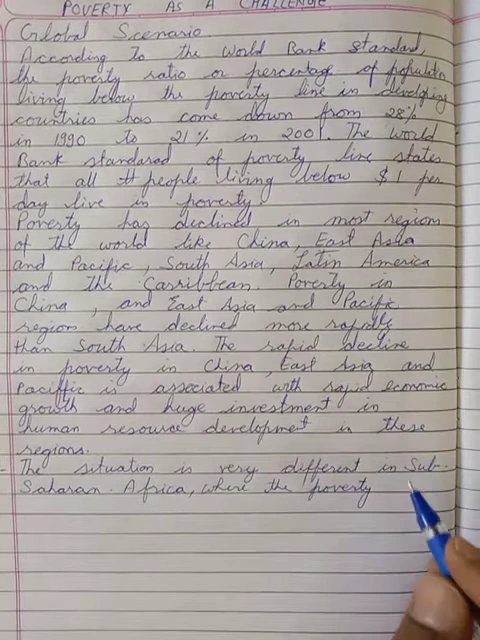 POVERTY AS A CHALLENGE
Global Scenario
According To the World Bank standard,
the poverty ratio or percentage of population
living below the poverty line in developing
countries has come down from 28%
in 1990 to 21% in 2001. The world
Bank standarad of poverty line states
that all people living below $1 per
day live in poverty
Poverty has declined in most region
of the world like China, East Asia
and Pacific, South Asia, Latin America
and the Carribbean. Poverty in
China, and East Asia and Pacific
region have declined more rapidly
than South Asia. The rapid decline
in poverty in China, East Asia and
Paciffic is associated with rapid economic
growth and huge investment in
human resource development in these
regions.
- The situation is very different in Sub-
Saharan Africa, where the poverty